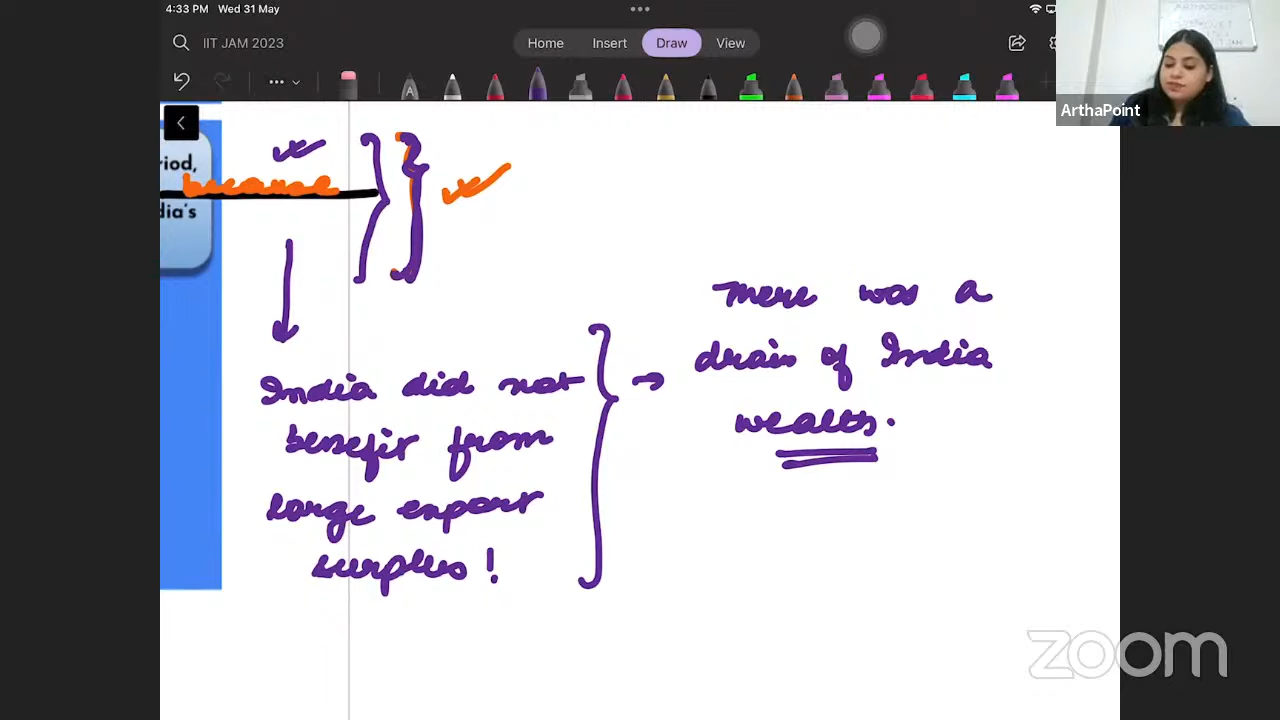 4:33 PM Wed 31 May
IIT JAM 2023
Home Insert Draw View
A
ArthaPoint
riod,
because
dia's
India did not
benefit from
large export
surplus!
There was a
drain of India
wealth.
zoom